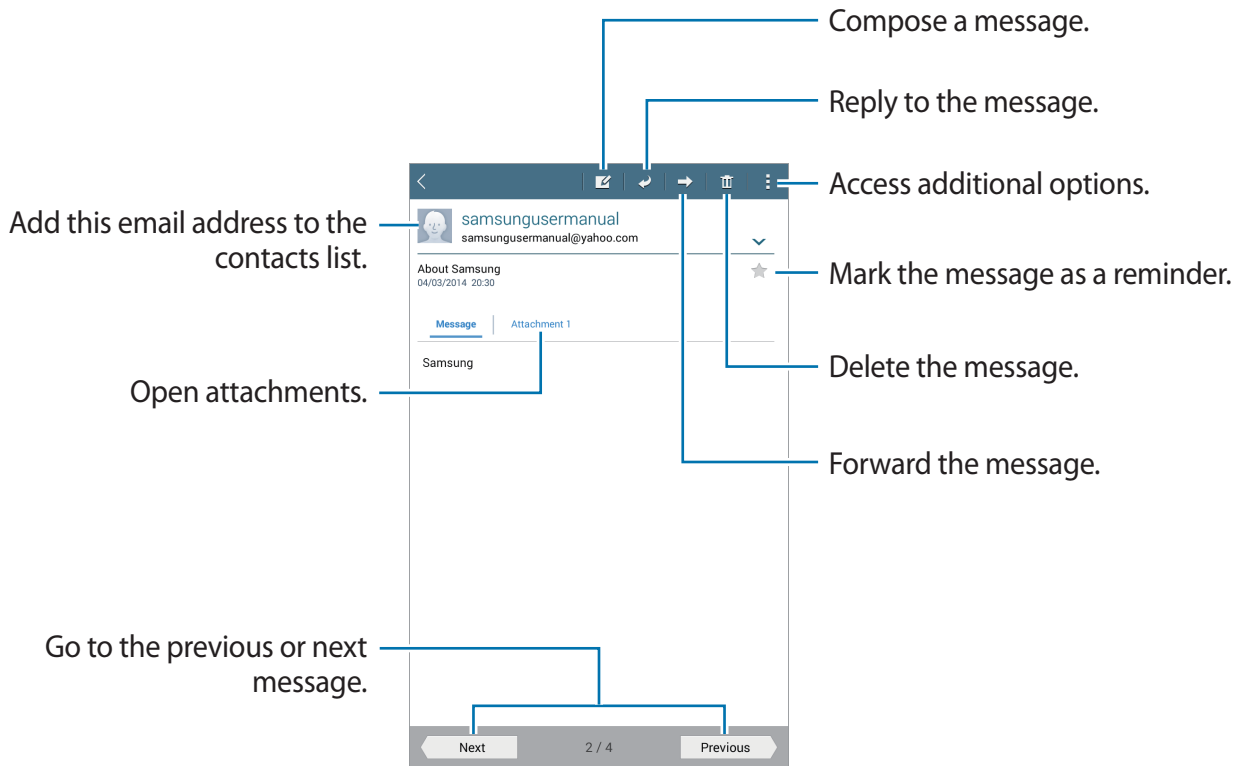 Compose a message.
Reply to the message.
Access additional options.
Add this email address to the
contacts list.
samsungusermanual
samsungusermanual@yahoo.com
About Samsung
04/03/2014 20:30
Mark the message as a reminder.
Message
Attachment 1
Samsung
Delete the message.
Open attachments.
Forward the message.
Go to the previous or next
message.
Next
2 / 4
Previous